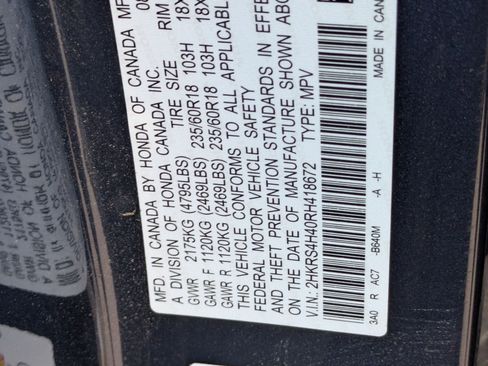 MFD. IN CANADA BY HONDA OF CANADA MFG
A DIVISION OF HONDA CANADA INC. 08
TIRE SIZE RIM
GVWR 2175KG (4795LBS)
GAWR F 1120KG (2469LBS) 235/60R18 103H 18X
GAWR R 1120KG (2469LBS) 235/60R18 103H 18X
THIS VEHICLE CONFORMS TO ALL APPLICABLE
FEDERAL MOTOR VEHICLE SAFETY
AND THEFT PREVENTION STANDARDS IN EFFE
ON THE DATE OF MANUFACTURE SHOWN ABO
VIN: 2HKRS4H40RH418672 TYPE: MPV
3A0 R AC7 -B640M -A -H MADE IN CAN